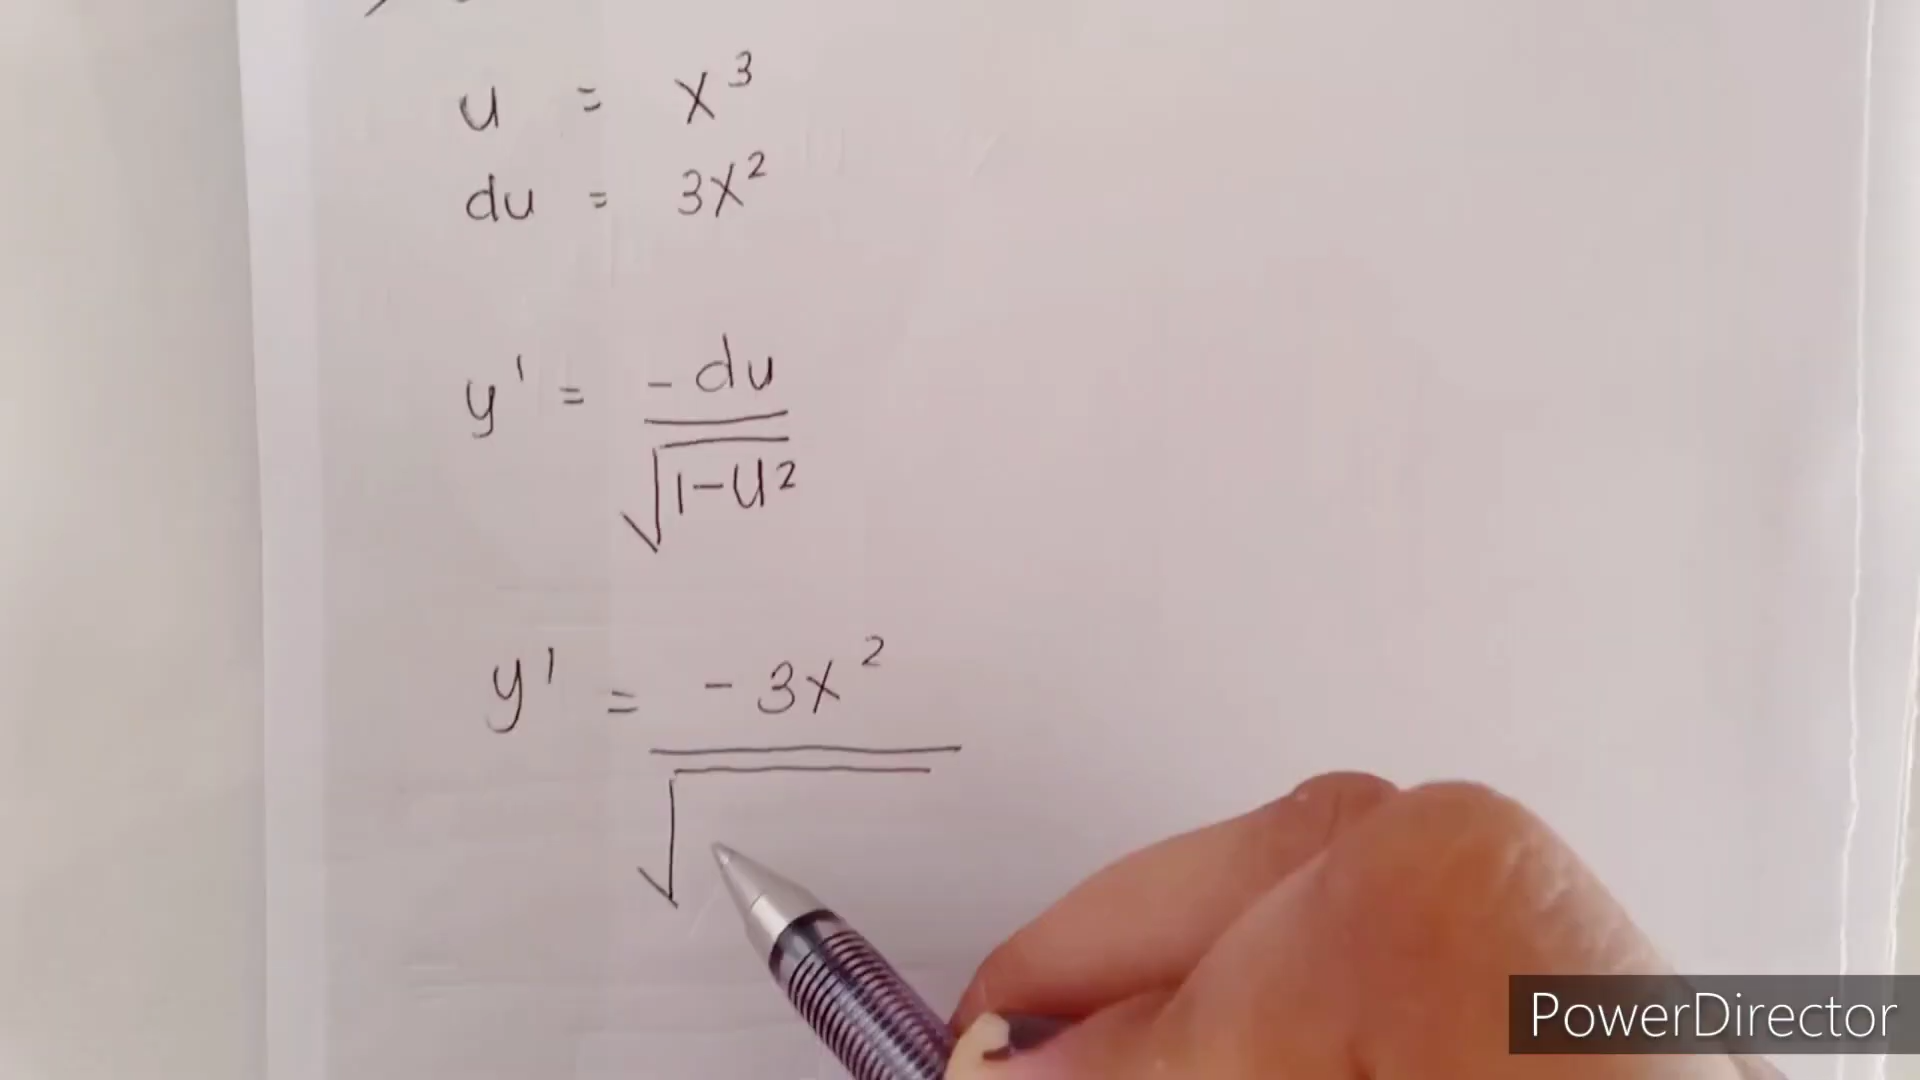 u = x³
du = 3x²
y' = -du / √1-u²
y' = -3x² / √
PowerDirector